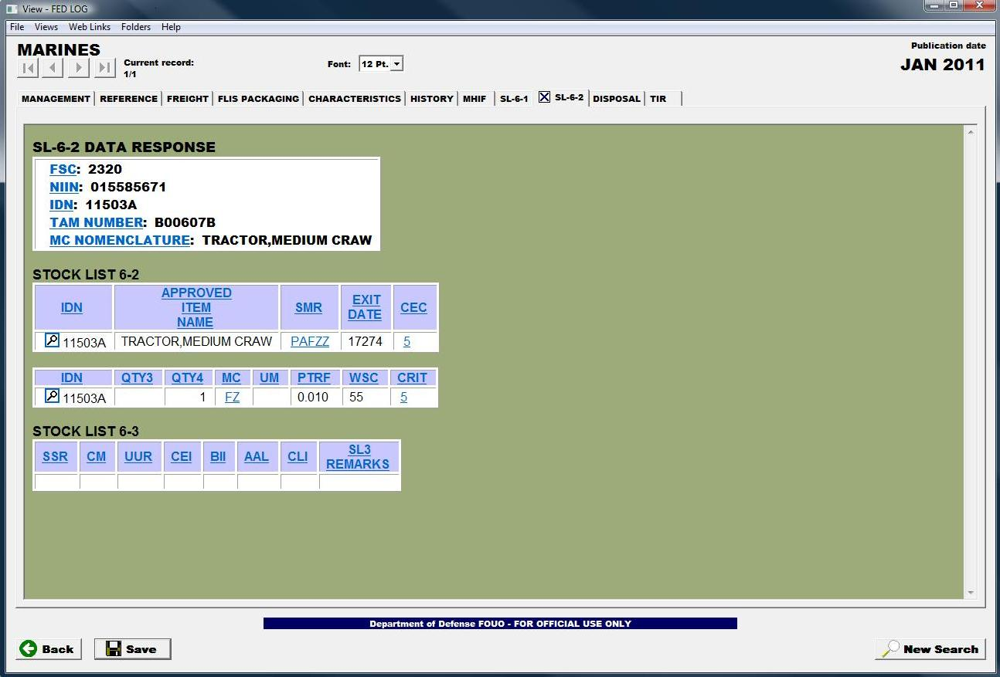 View - FED LOG
File Views Web Links Folders Help
MARINES
Publication date
JAN 2011
Current record:
1/1
Font: 12 Pt.
MANAGEMENT REFERENCE FREIGHT FLIS PACKAGING CHARACTERISTICS HISTORY MHIF SL-6-1 SL-6-2 DISPOSAL TIR
SL-6-2 DATA RESPONSE
FSC: 2320
NIIN: 015585671
IDN: 11503A
TAM NUMBER: B00607B
MC NOMENCLATURE: TRACTOR,MEDIUM CRAW
STOCK LIST 6-2
IDN APPROVED ITEM NAME SMR EXIT DATE CEC
11503A TRACTOR,MEDIUM CRAW PAFZZ 17274 5
IDN QTY3 QTY4 MC UM PTRF WSC CRIT
11503A 1 FZ 0.010 55 5
STOCK LIST 6-3
SSR CM UUR CEI BII AAL CLI SL3 REMARKS
Department of Defense FOUO - FOR OFFICIAL USE ONLY
Back Save New Search